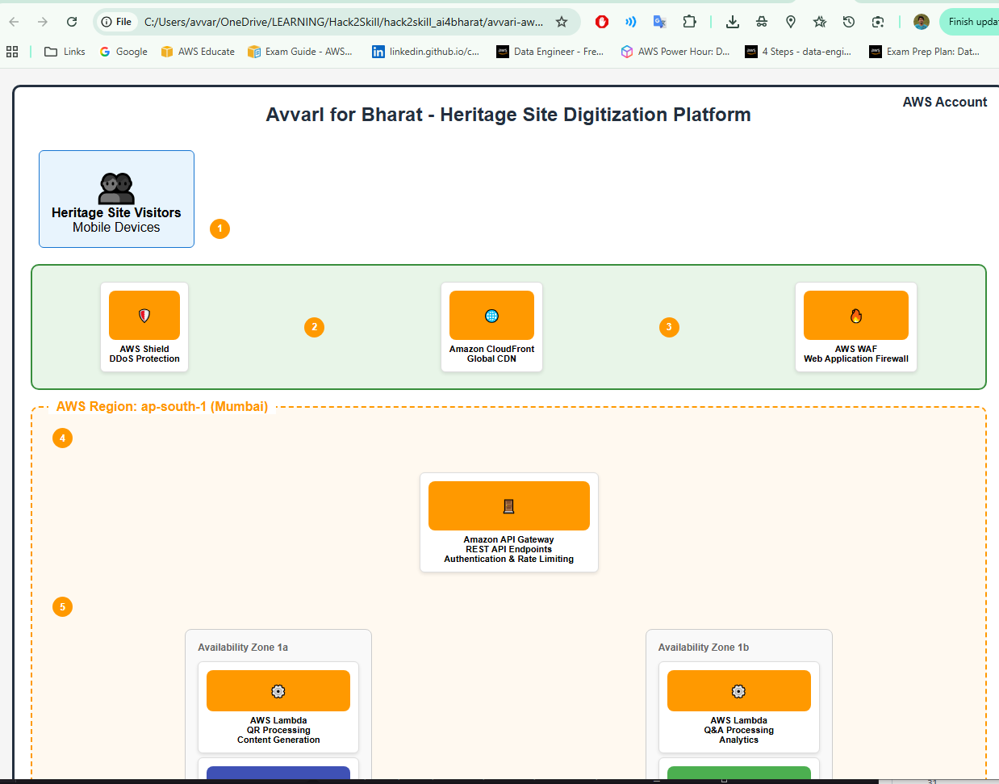 File
C:/Users/avvar/OneDrive/LEARNING/Hack2Skill/hack2skill_ai4bharat/avvari-aw...
Finish upda
Links
Google
AWS Educate
Exam Guide - AWS...
linkedin.github.io/c...
Data Engineer - Fre...
AWS Power Hour: D...
4 Steps - data-engi...
Exam Prep Plan: Dat...
AWS Account
AvvarI for Bharat - Heritage Site Digitization Platform
Heritage Site Visitors
Mobile Devices
1
AWS Shield
DDoS Protection
2
Amazon CloudFront
Global CDN
3
AWS WAF
Web Application Firewall
AWS Region: ap-south-1 (Mumbai)
4
Amazon API Gateway
REST API Endpoints
Authentication & Rate Limiting
5
Availability Zone 1a
AWS Lambda
QR Processing
Content Generation
Availability Zone 1b
AWS Lambda
Q&A Processing
Analytics